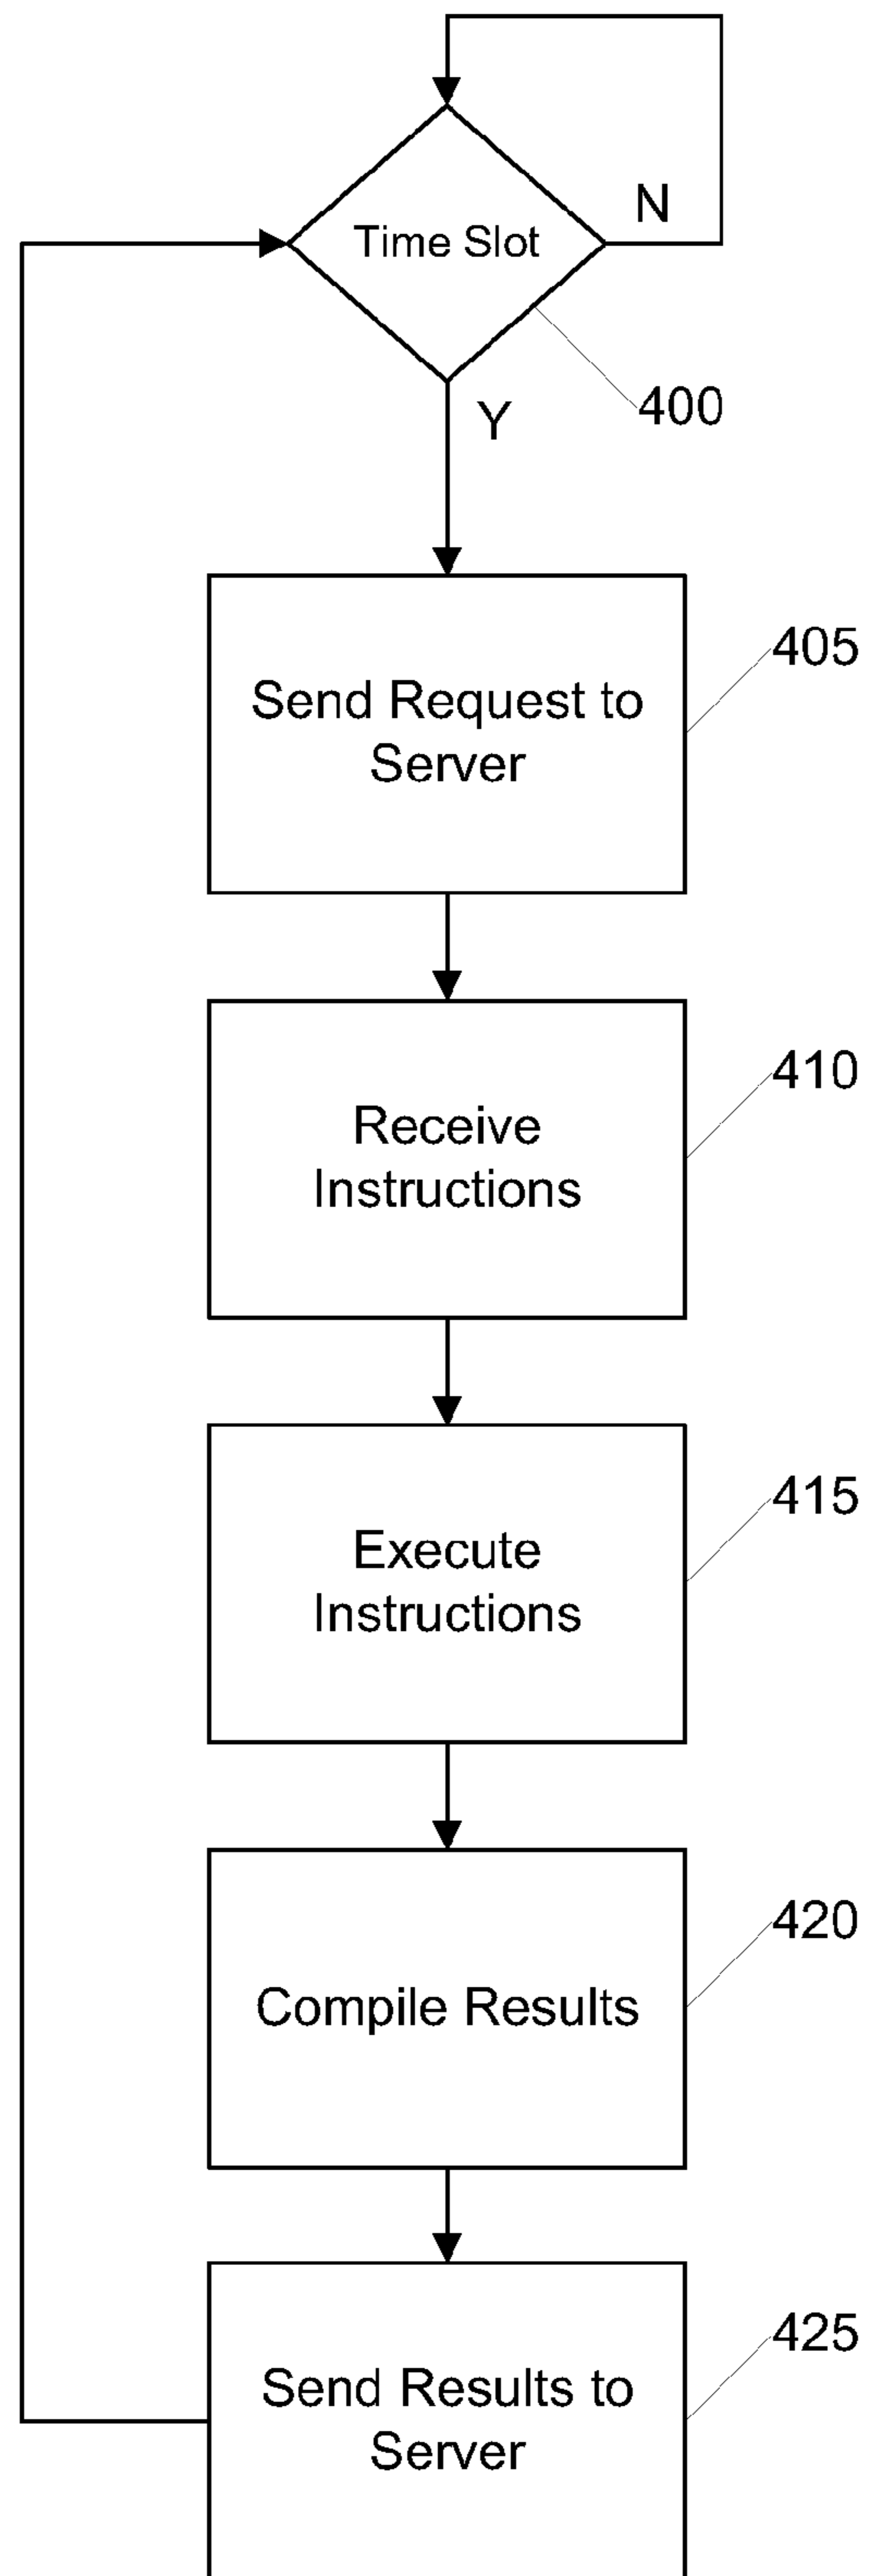 Time Slot
N
Y
400
Send Request to
Server
405
Receive
Instructions
410
Execute
Instructions
415
Compile Results
420
Send Results to
Server
425